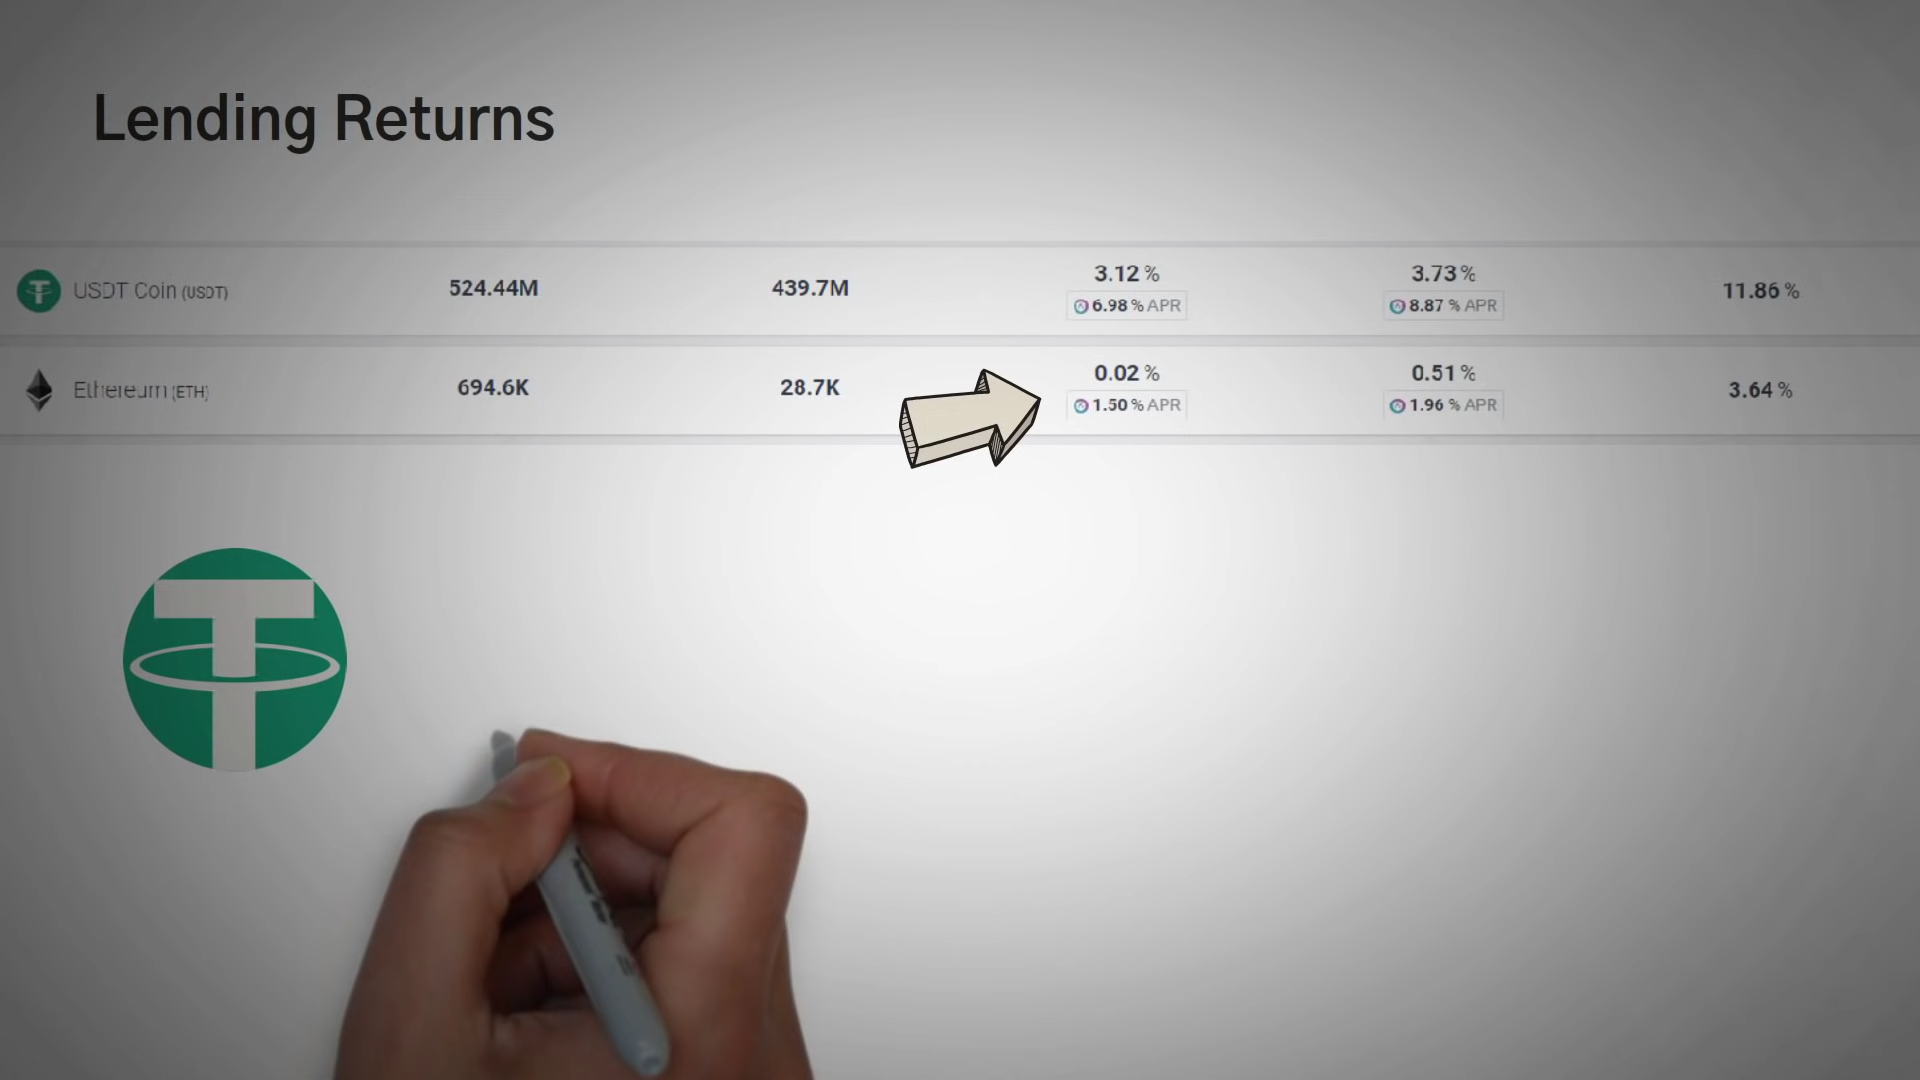 Lending Returns
USDT Coin (USDT) 524.44M 439.7M 3.12 % 3.73 % 11.86 %
6.98 % APR 8.87 % APR
Ethereum (ETH) 694.6K 28.7K 0.02 % 0.51 % 3.64 %
1.50 % APR 1.96 % APR